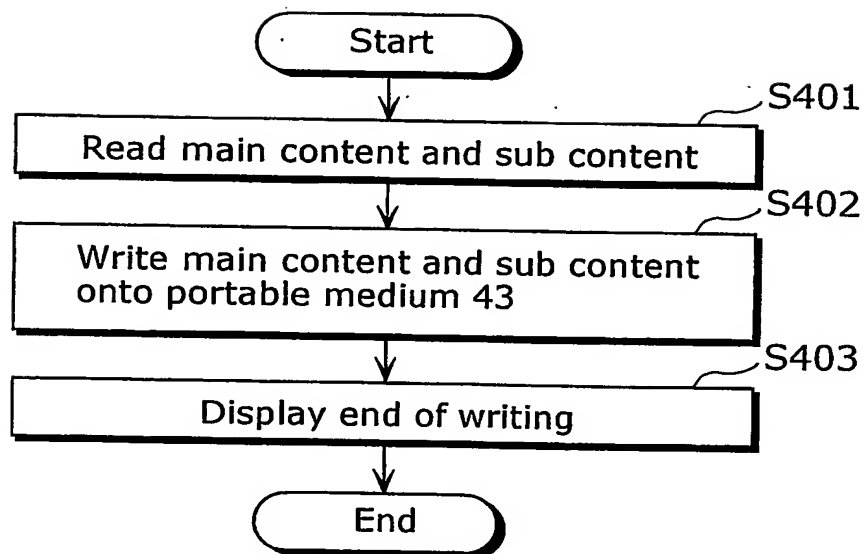 Start
S401
Read main content and sub content
S402
Write main content and sub content
onto portable medium 43
S403
Display end of writing
End